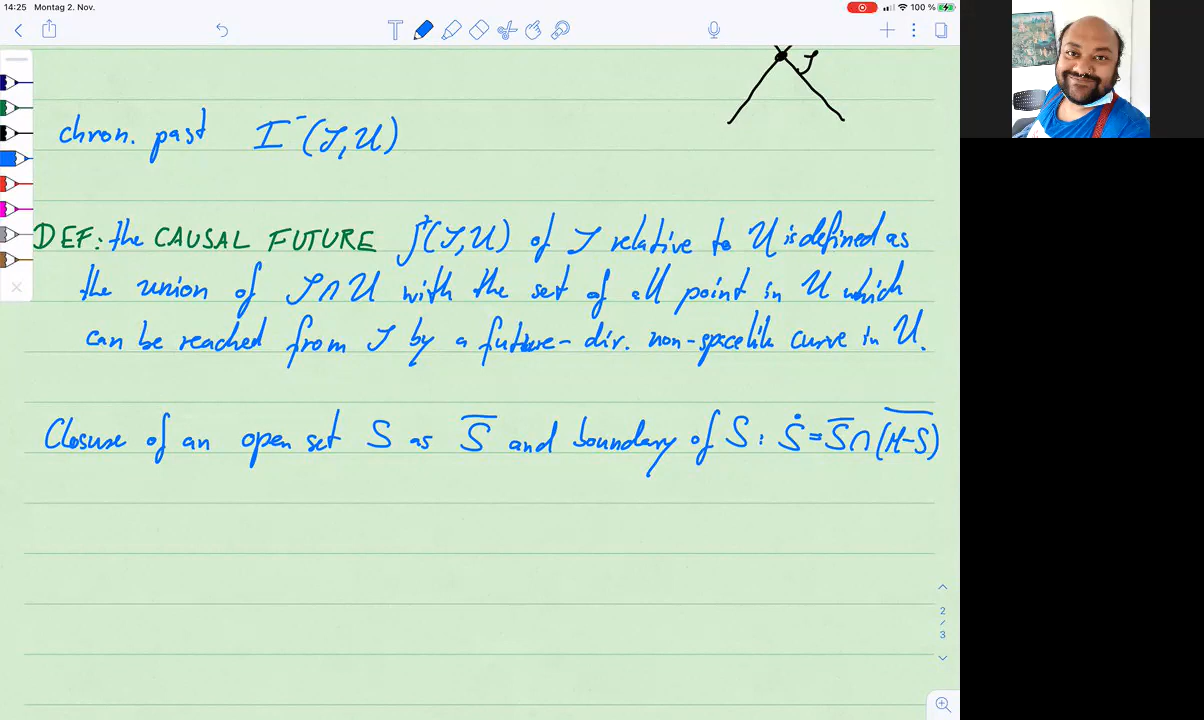 14:25 Montag 2. Nov.
100 %
T
𝒮
chron. past I⁻(𝒮,𝒰)
DEF: the CAUSAL FUTURE J⁺(𝒮,𝒰) of 𝒮 relative to 𝒰 is defined as
the union of 𝒮∩𝒰 with the set of all point in 𝒰 which
can be reached from 𝒮 by a future-dir. non-spacelik curve in 𝒰.
Closure of an open set S as S̅ and boundary of S : Ṡ = S̅∩(M-S)̅
2
/
3